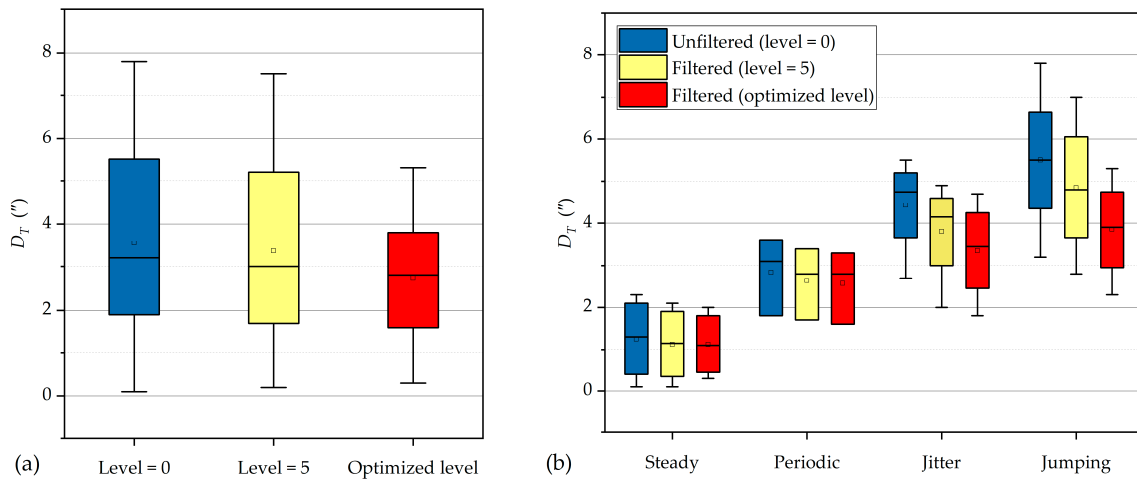 8
6
4
2
0
D_T (″)
Level = 0 Level = 5 Optimized level
(a)
Unfiltered (level = 0)
Filtered (level = 5)
Filtered (optimized level)
8
6
4
2
0
D_T (″)
Steady Periodic Jitter Jumping
(b)